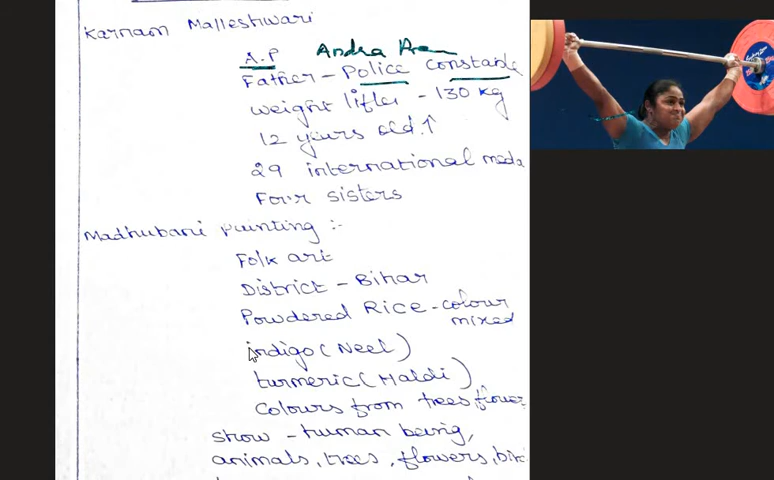 Karnam Malleshwari
A.P Andra
Father - Police Constable
weight lifter - 130 kg
12 years old ↑
29 international meda
Four sisters
Madhubani painting :-
Folk art
District - Bihar
Powdered Rice - colour
mixed
indigo (Neel)
turmeric (Haldi)
Colours from trees flower
show - human being,
animals, trees, flowers, bir